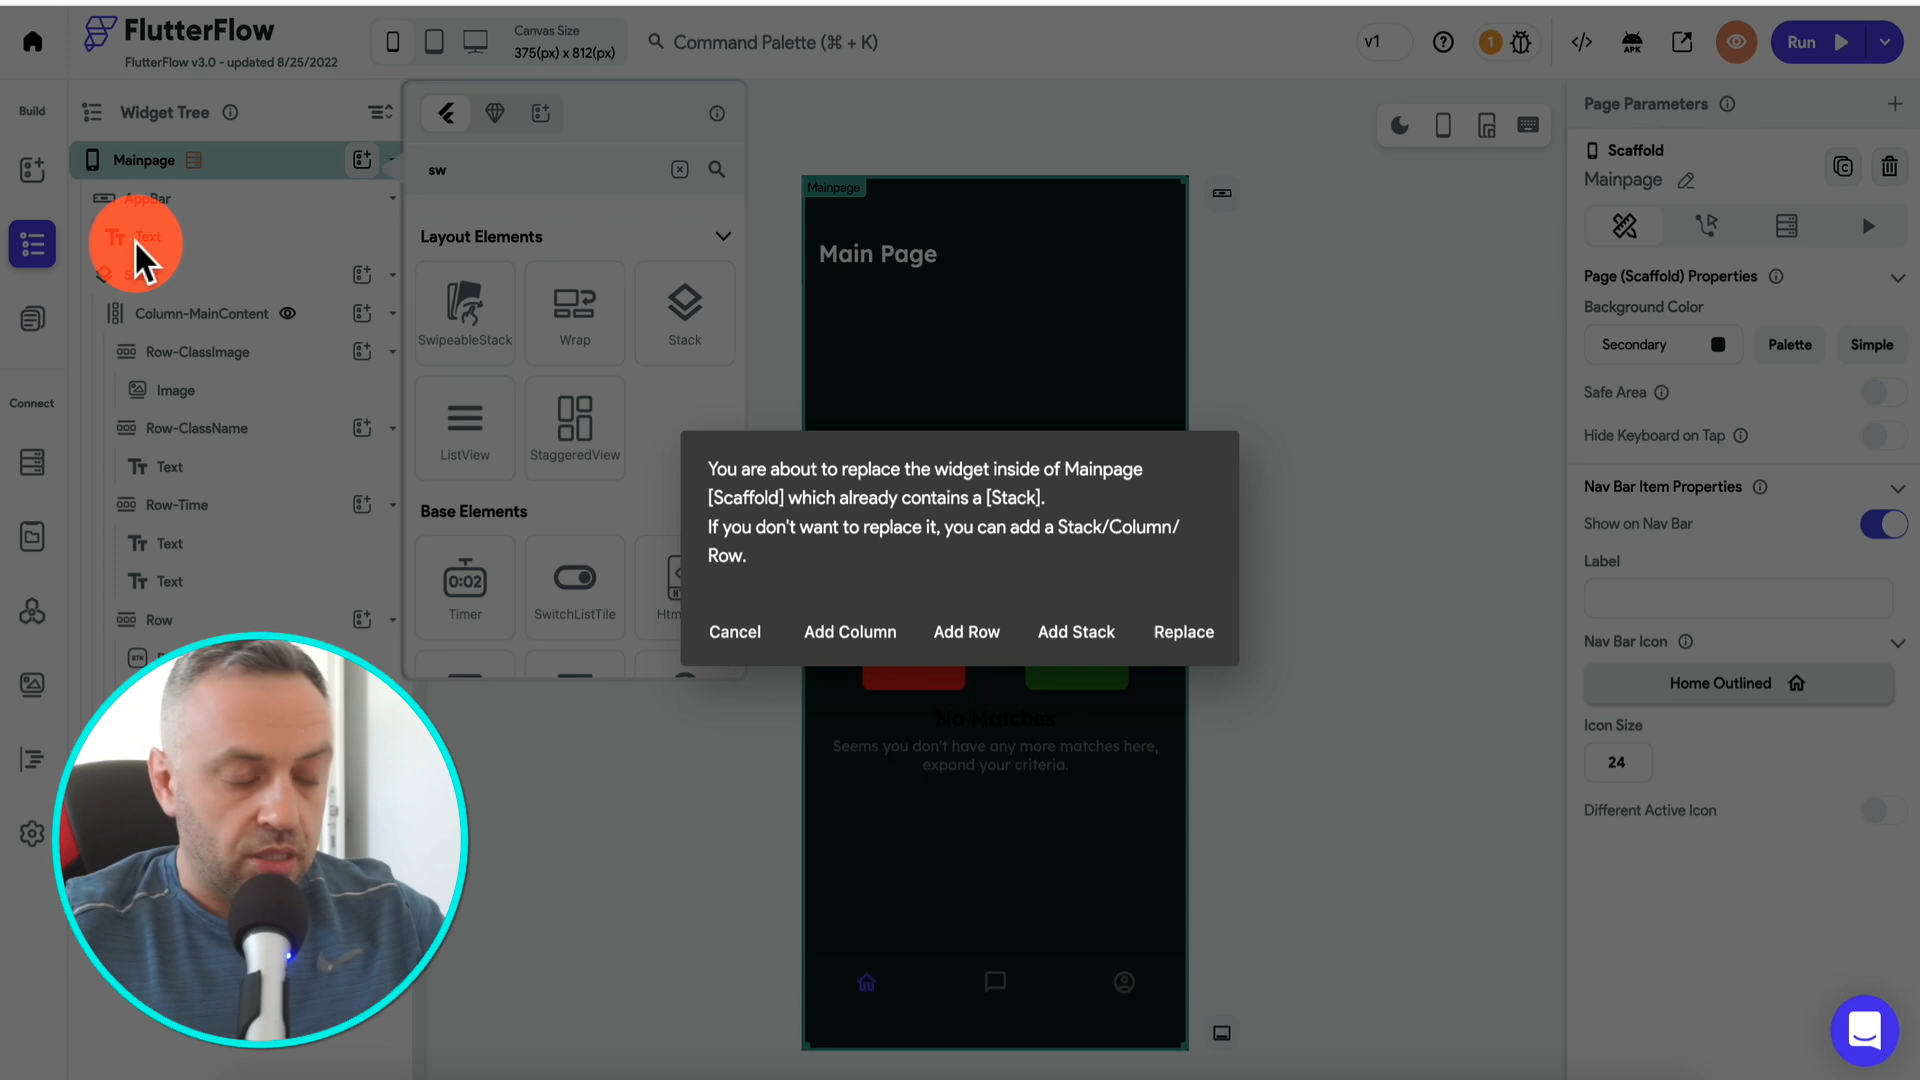 FlutterFlow
FlutterFlow v3.0 - updated 8/25/2022
Canvas Size
375(px) x 812(px)
Command Palette (⌘ + K)
v1
1
APK
Run
Build
Widget Tree
Mainpage
AppBar
Text
Column-MainContent
Row-ClassImage
Image
Row-ClassName
Text
Row-Time
Text
Text
Row
BTN
Connect
sw
Layout Elements
SwipeableStack
Wrap
Stack
ListView
StaggeredView
Base Elements
0:02
Timer
SwitchListTile
Mainpage
Main Page
You are about to replace the widget inside of Mainpage
[Scaffold] which already contains a [Stack].
If you don't want to replace it, you can add a Stack/Column/
Row.
Cancel
Add Column
Add Row
Add Stack
Replace
No Matches
Seems you don't have any more matches here,
expand your criteria.
Page Parameters
Scaffold
Mainpage
Page (Scaffold) Properties
Background Color
Secondary
Palette
Simple
Safe Area
Hide Keyboard on Tap
Nav Bar Item Properties
Show on Nav Bar
Label
Nav Bar Icon
Home Outlined
Icon Size
24
Different Active Icon